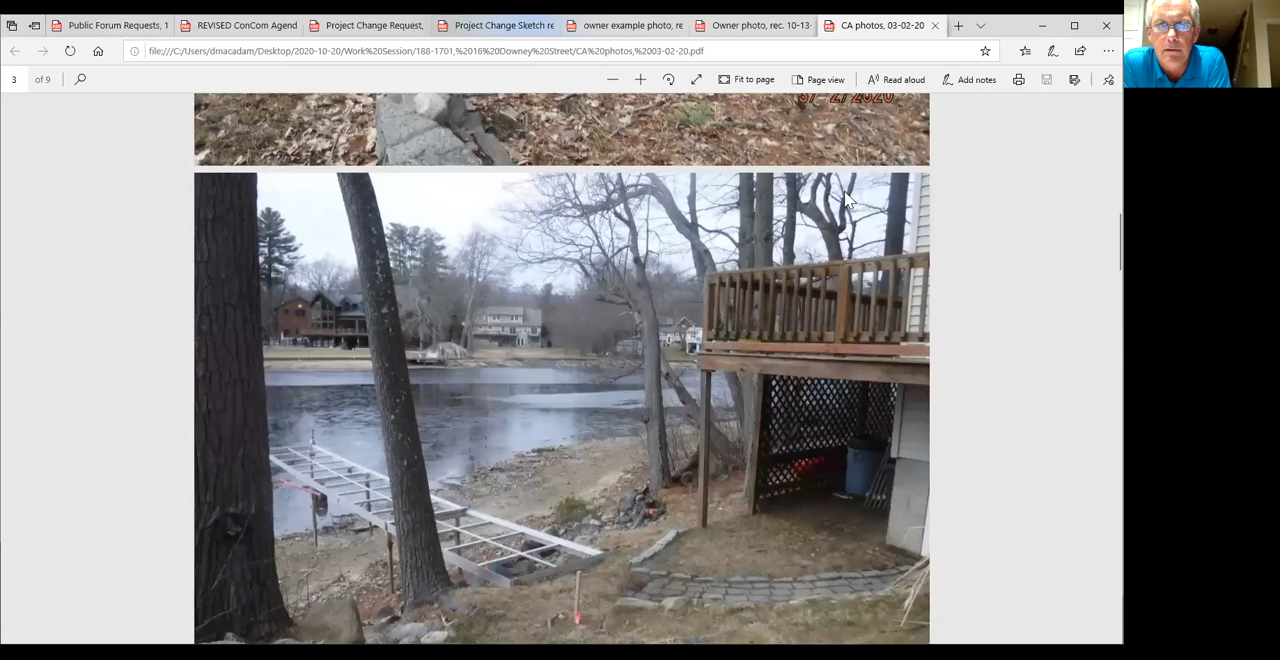 Public Forum Requests, 1
REVISED ConCom Agend
Project Change Request,
Project Change Sketch re
owner example photo, re
Owner photo, rec. 10-13-
CA photos, 03-02-20
file:///C:/Users/dmacadam/Desktop/2020-10-20/Work%20Session/188-1701,%2016%20Downey%20Street/CA%20photos,%2003-02-20.pdf
3 of 9
Fit to page
Page view
Read aloud
Add notes